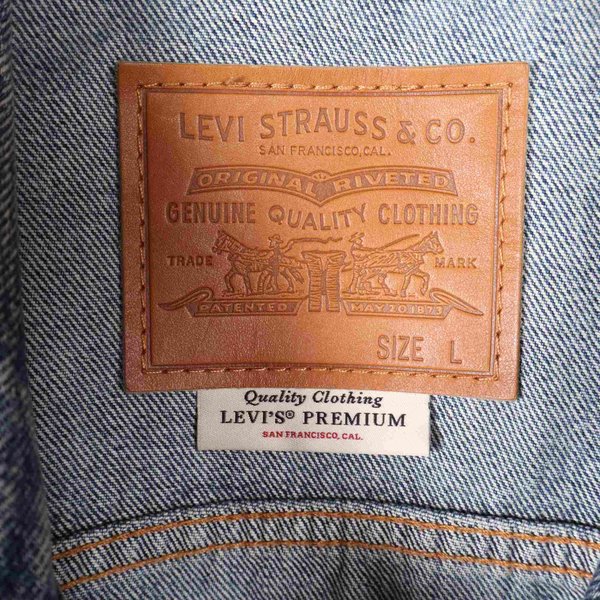 LEVI STRAUSS & CO.
SAN FRANCISCO, CAL.
ORIGINAL RIVETED
GENUINE QUALITY CLOTHING
TRADE MARK
PATENTED MAY 20 1873
SIZE L
Quality Clothing
LEVI'S® PREMIUM
SAN FRANCISCO, CAL.